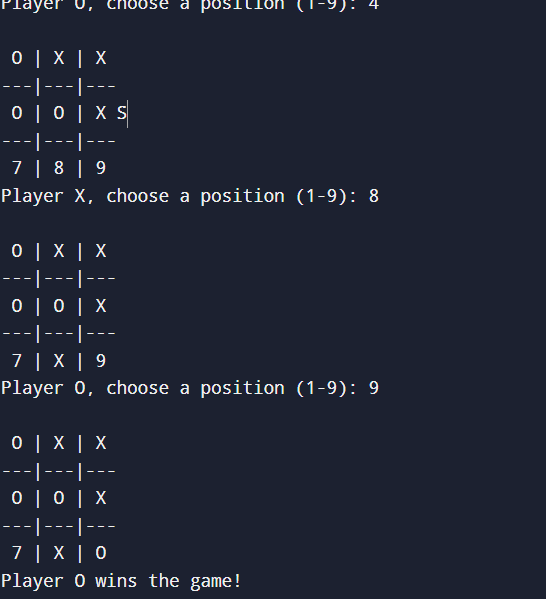 Player O, choose a position (1-9): 4
O | X | X
---|---|---
O | O | X S
---|---|---
7 | 8 | 9
Player X, choose a position (1-9): 8
O | X | X
---|---|---
O | O | X
---|---|---
7 | X | 9
Player O, choose a position (1-9): 9
O | X | X
---|---|---
O | O | X
---|---|---
7 | X | O
Player O wins the game!